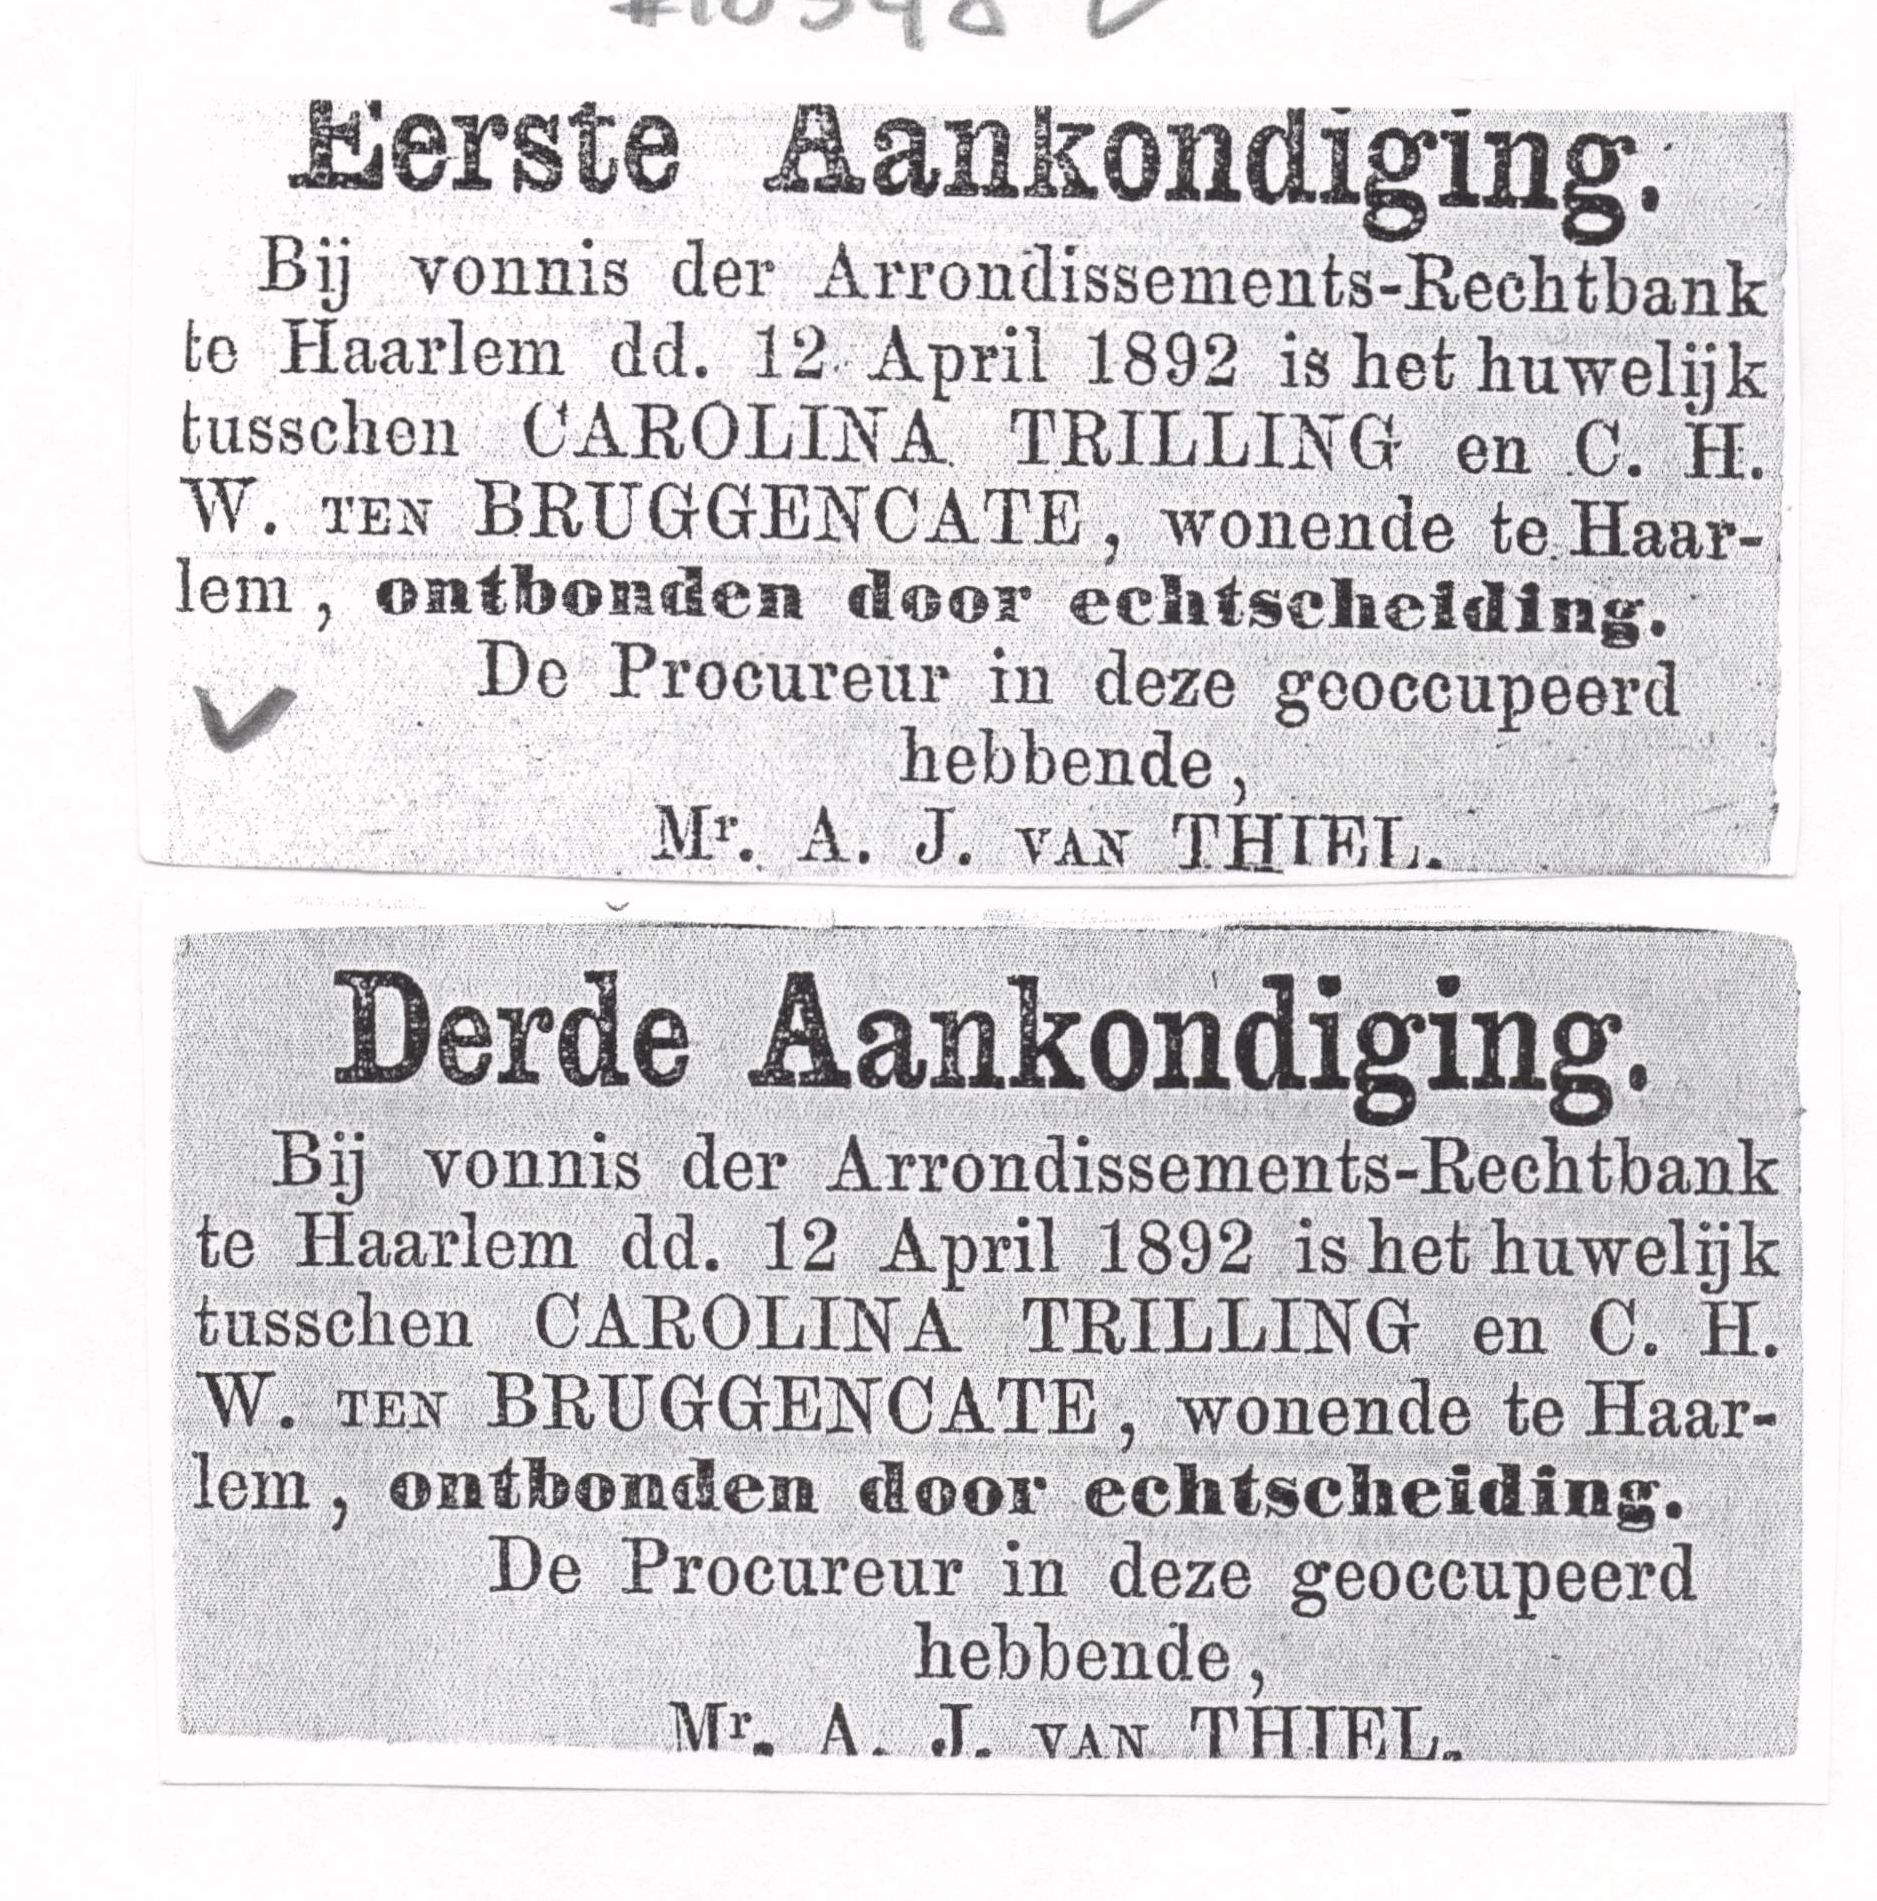 Eerste Aankondiging.
Bij vonnis der Arrondissements-Rechtbank
te Haarlem dd. 12 April 1892 is het huwelijk
tusschen CAROLINA TRILLING en C. H.
W. TEN BRUGGENCATE, wonende te Haar-
lem, ontbonden door echtscheiding.
De Procureur in deze geoccupeerd
hebbende,
Mr. A. J. VAN THIEL.
Derde Aankondiging.
Bij vonnis der Arrondissements-Rechtbank
te Haarlem dd. 12 April 1892 is het huwelijk
tusschen CAROLINA TRILLING en C. H.
W. TEN BRUGGENCATE, wonende te Haar-
lem, ontbonden door echtscheiding.
De Procureur in deze geoccupeerd
hebbende,
Mr. A. J. VAN THIEL.